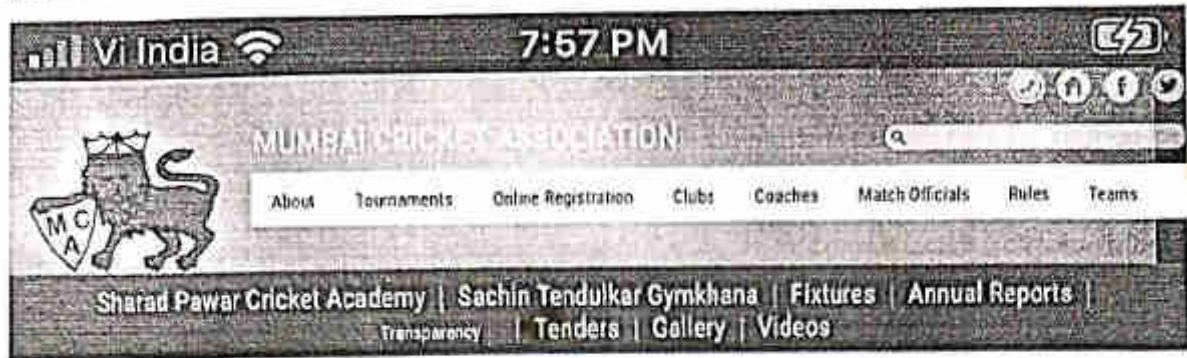 Vi India 7:57 PM
MUMBAI CRICKET ASSOCIATION
About Tournaments Online Registration Clubs Coaches Match Officials Rules Teams
MCA
Sharad Pawar Cricket Academy | Sachin Tendulkar Gymkhana | Fixtures | Annual Reports |
Transparency | Tenders | Gallery | Videos